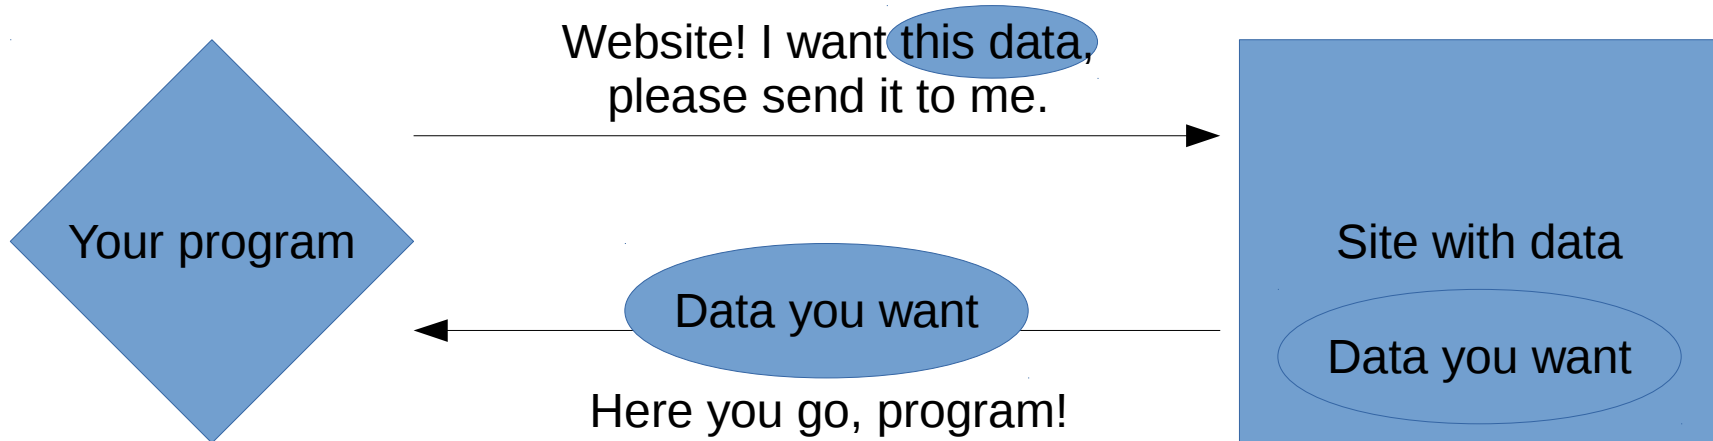 Website! I want this data,
please send it to me.
Your program
Site with data
Data you want
Data you want
Here you go, program!